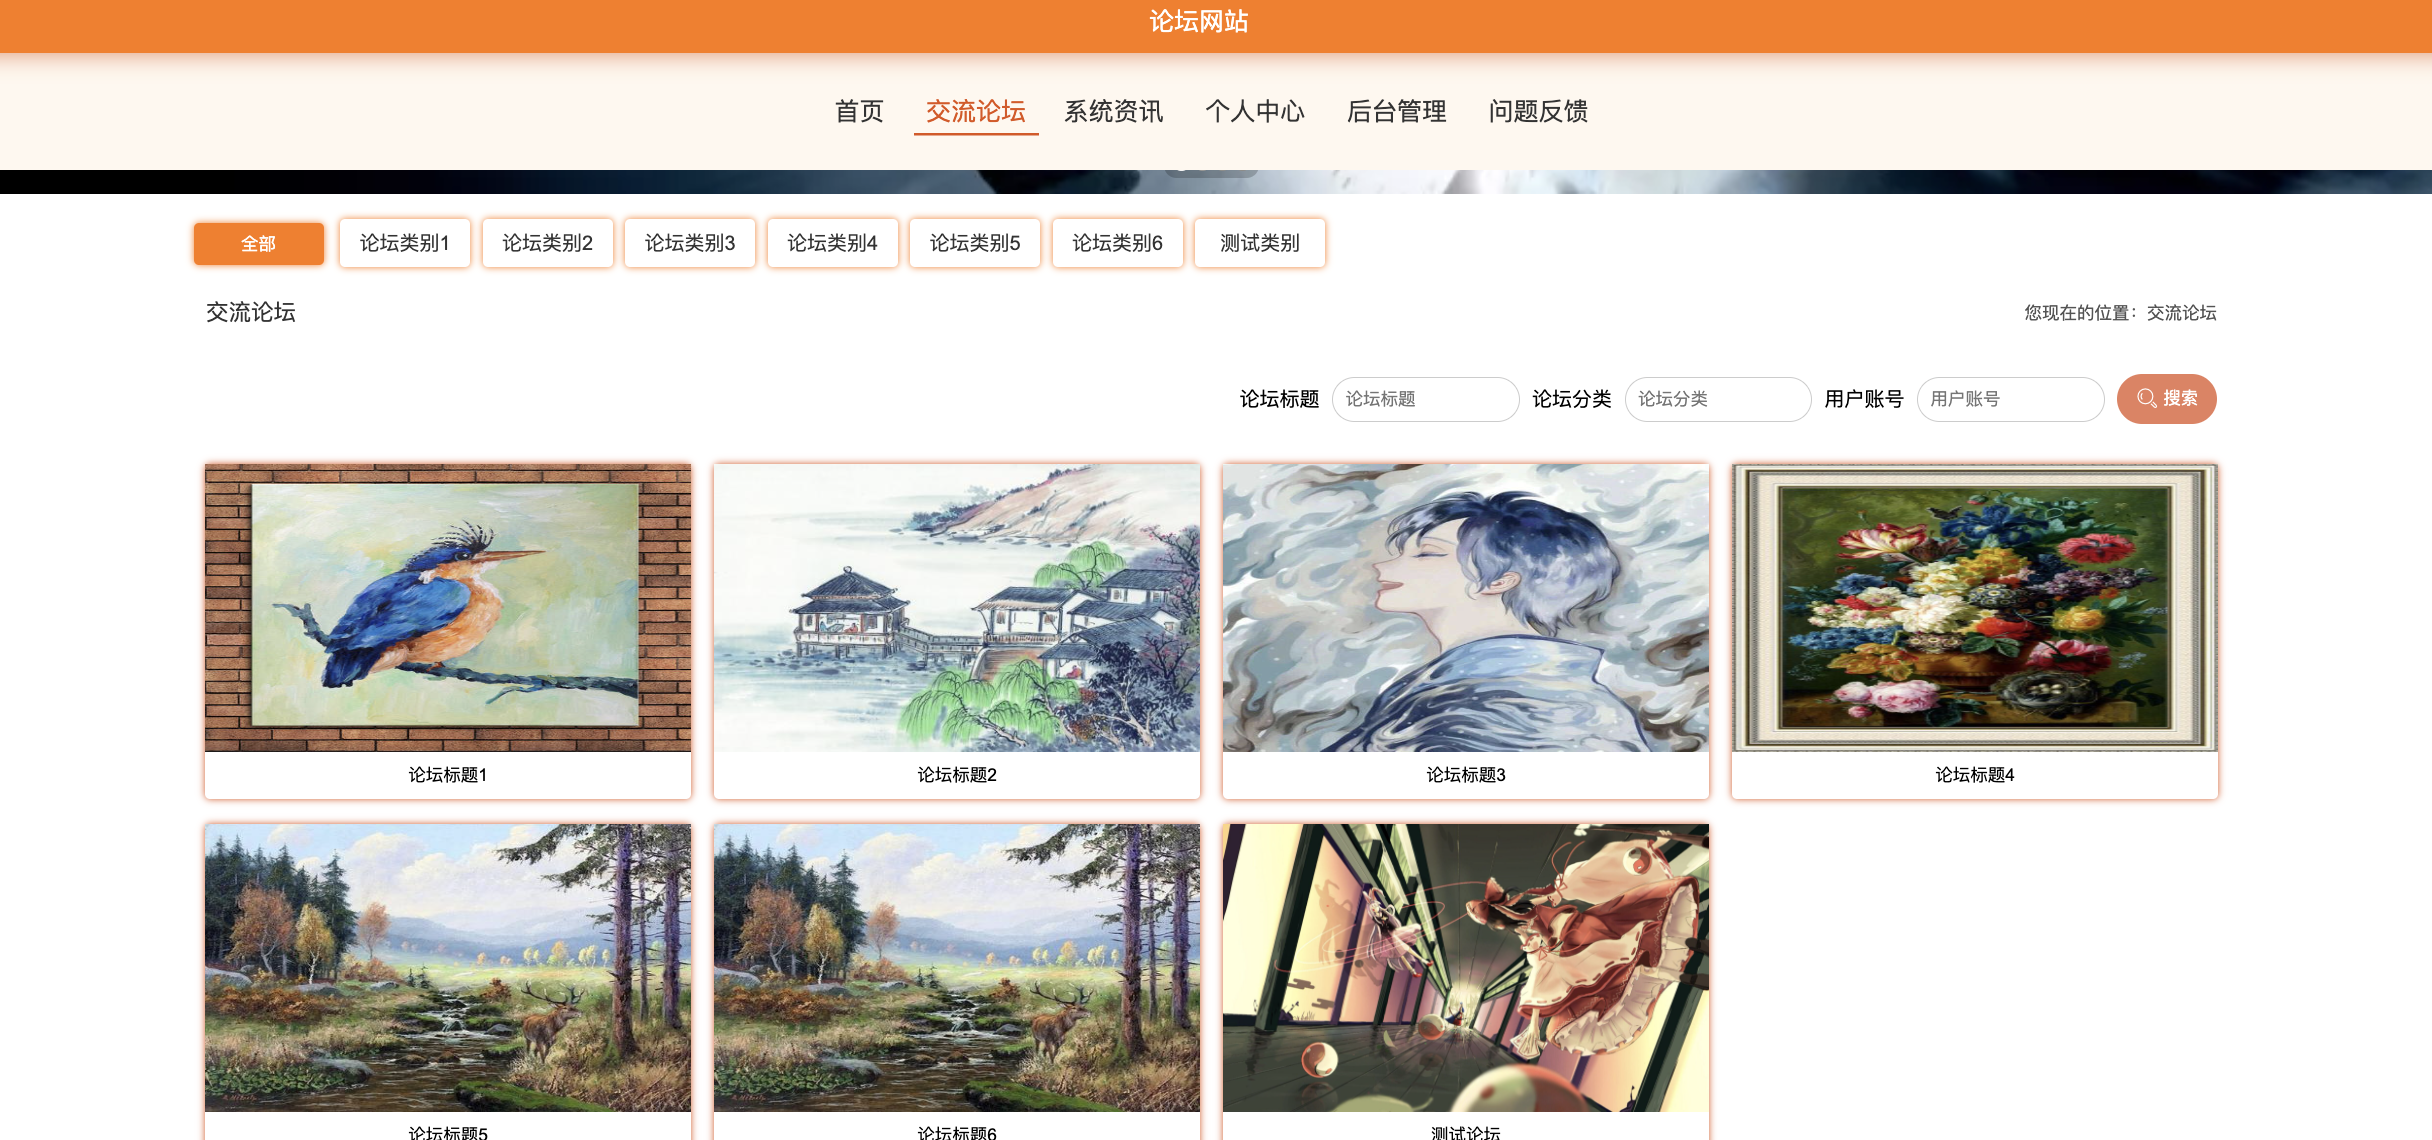 论坛网站
首页 交流论坛 系统资讯 个人中心 后台管理 问题反馈
全部 论坛类别1 论坛类别2 论坛类别3 论坛类别4 论坛类别5 论坛类别6 测试类别
交流论坛 您现在的位置：交流论坛
论坛标题 论坛标题 论坛分类 论坛分类 用户账号 用户账号 搜索
论坛标题1 论坛标题2 论坛标题3 论坛标题4
论坛标题5 论坛标题6 测试论坛